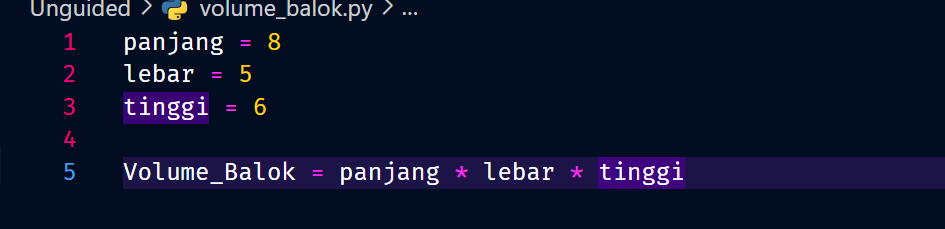 Unguided > volume_balok.py > ...
1 panjang = 8
2 lebar = 5
3 tinggi = 6
4
5 Volume_Balok = panjang * lebar * tinggi